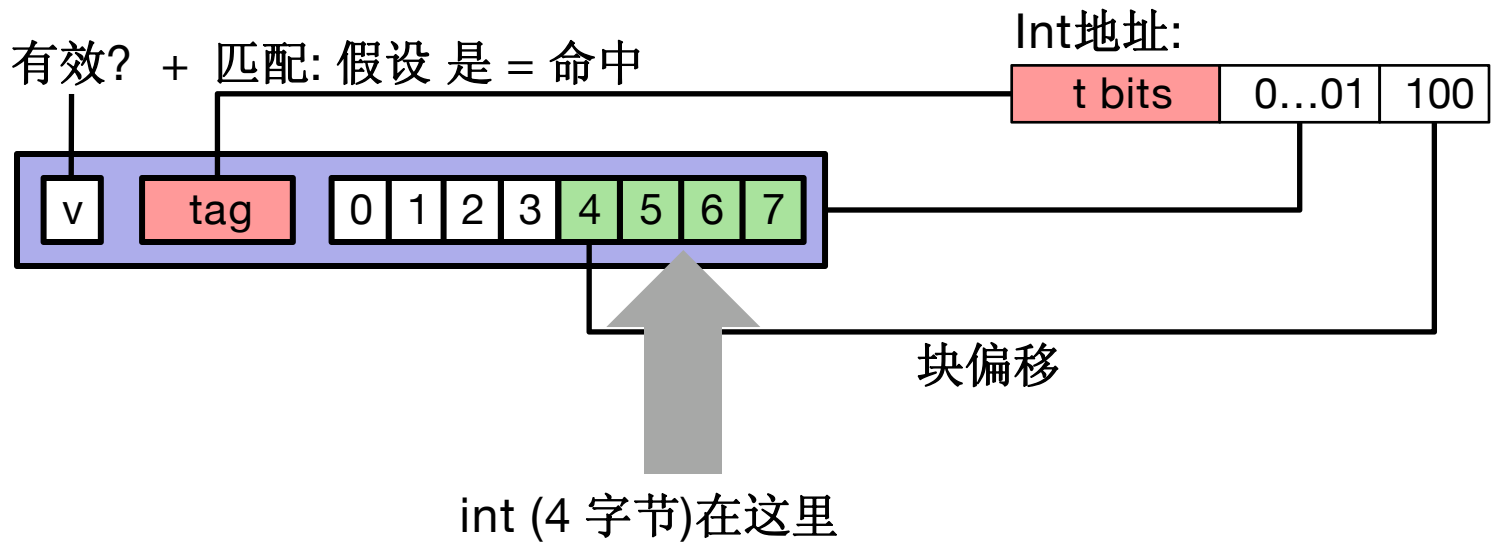 Int地址:
有效? + 匹配: 假设 是 = 命中
t bits 0…01 100
v tag 0 1 2 3 4 5 6 7
块偏移
int (4 字节)在这里